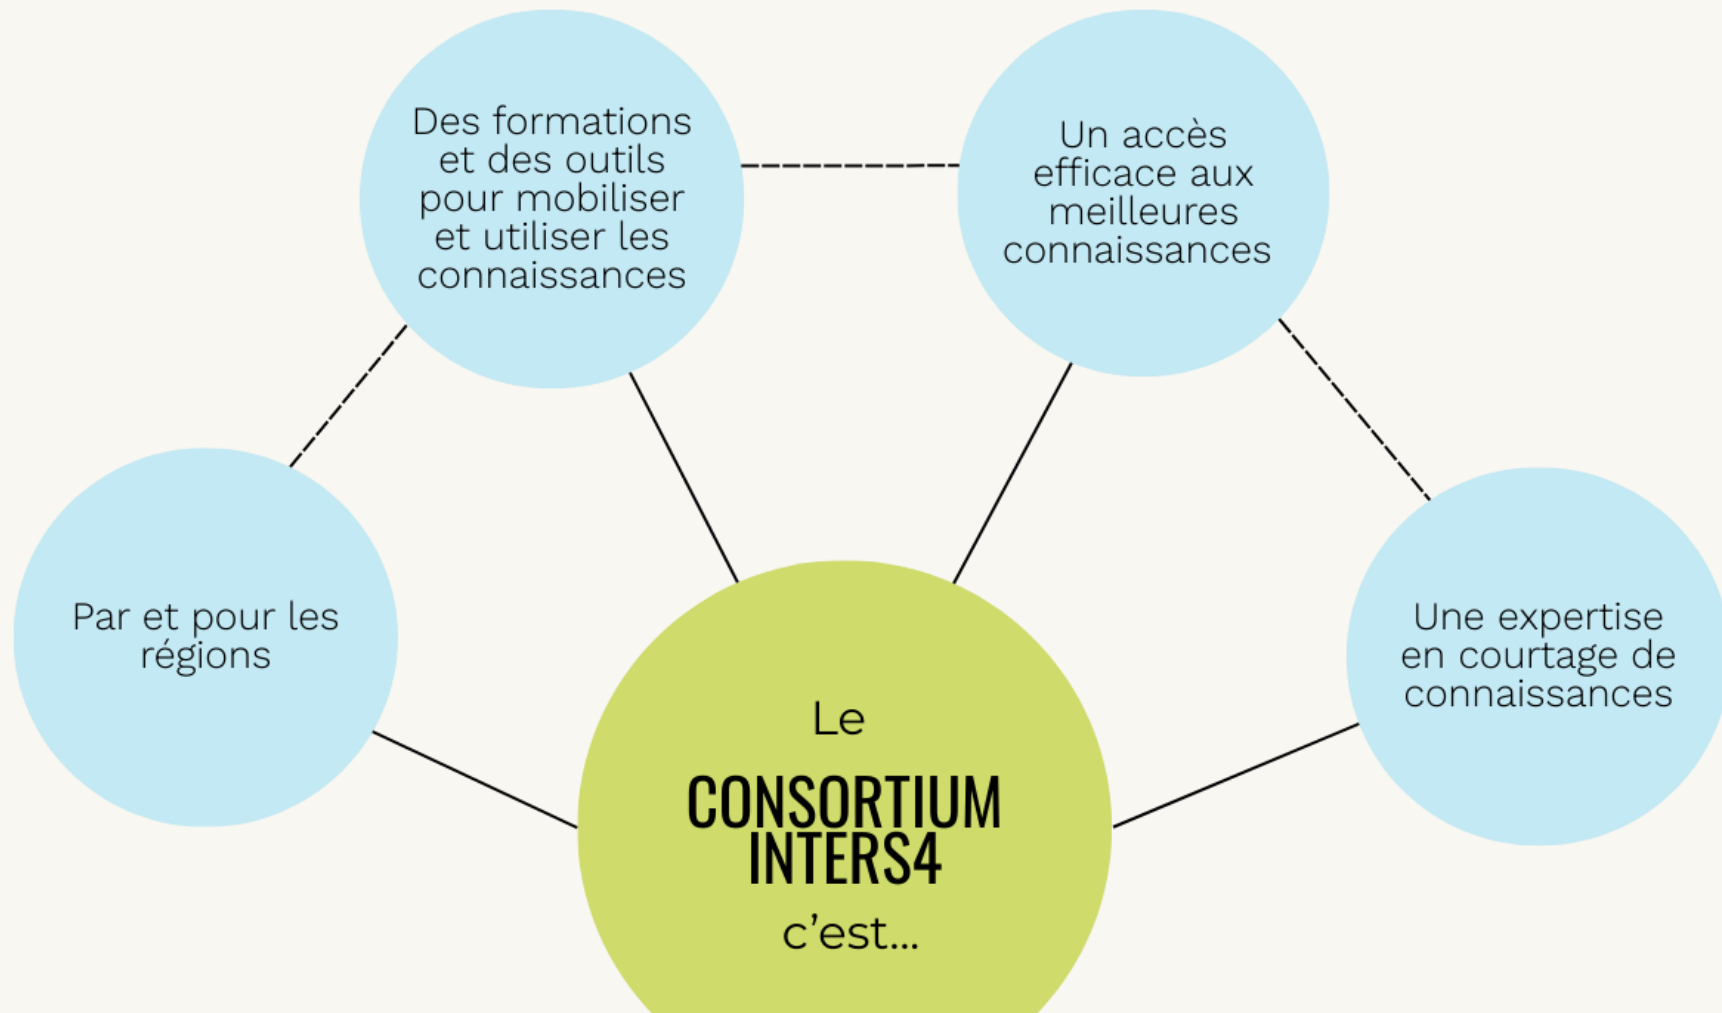 Des formations
et des outils
pour mobiliser
et utiliser les
connaissances
Un accès
efficace aux
meilleures
connaissances
Par et pour les
régions
Une expertise
en courtage de
connaissances
Le
CONSORTIUM
INTERS4
c’est...